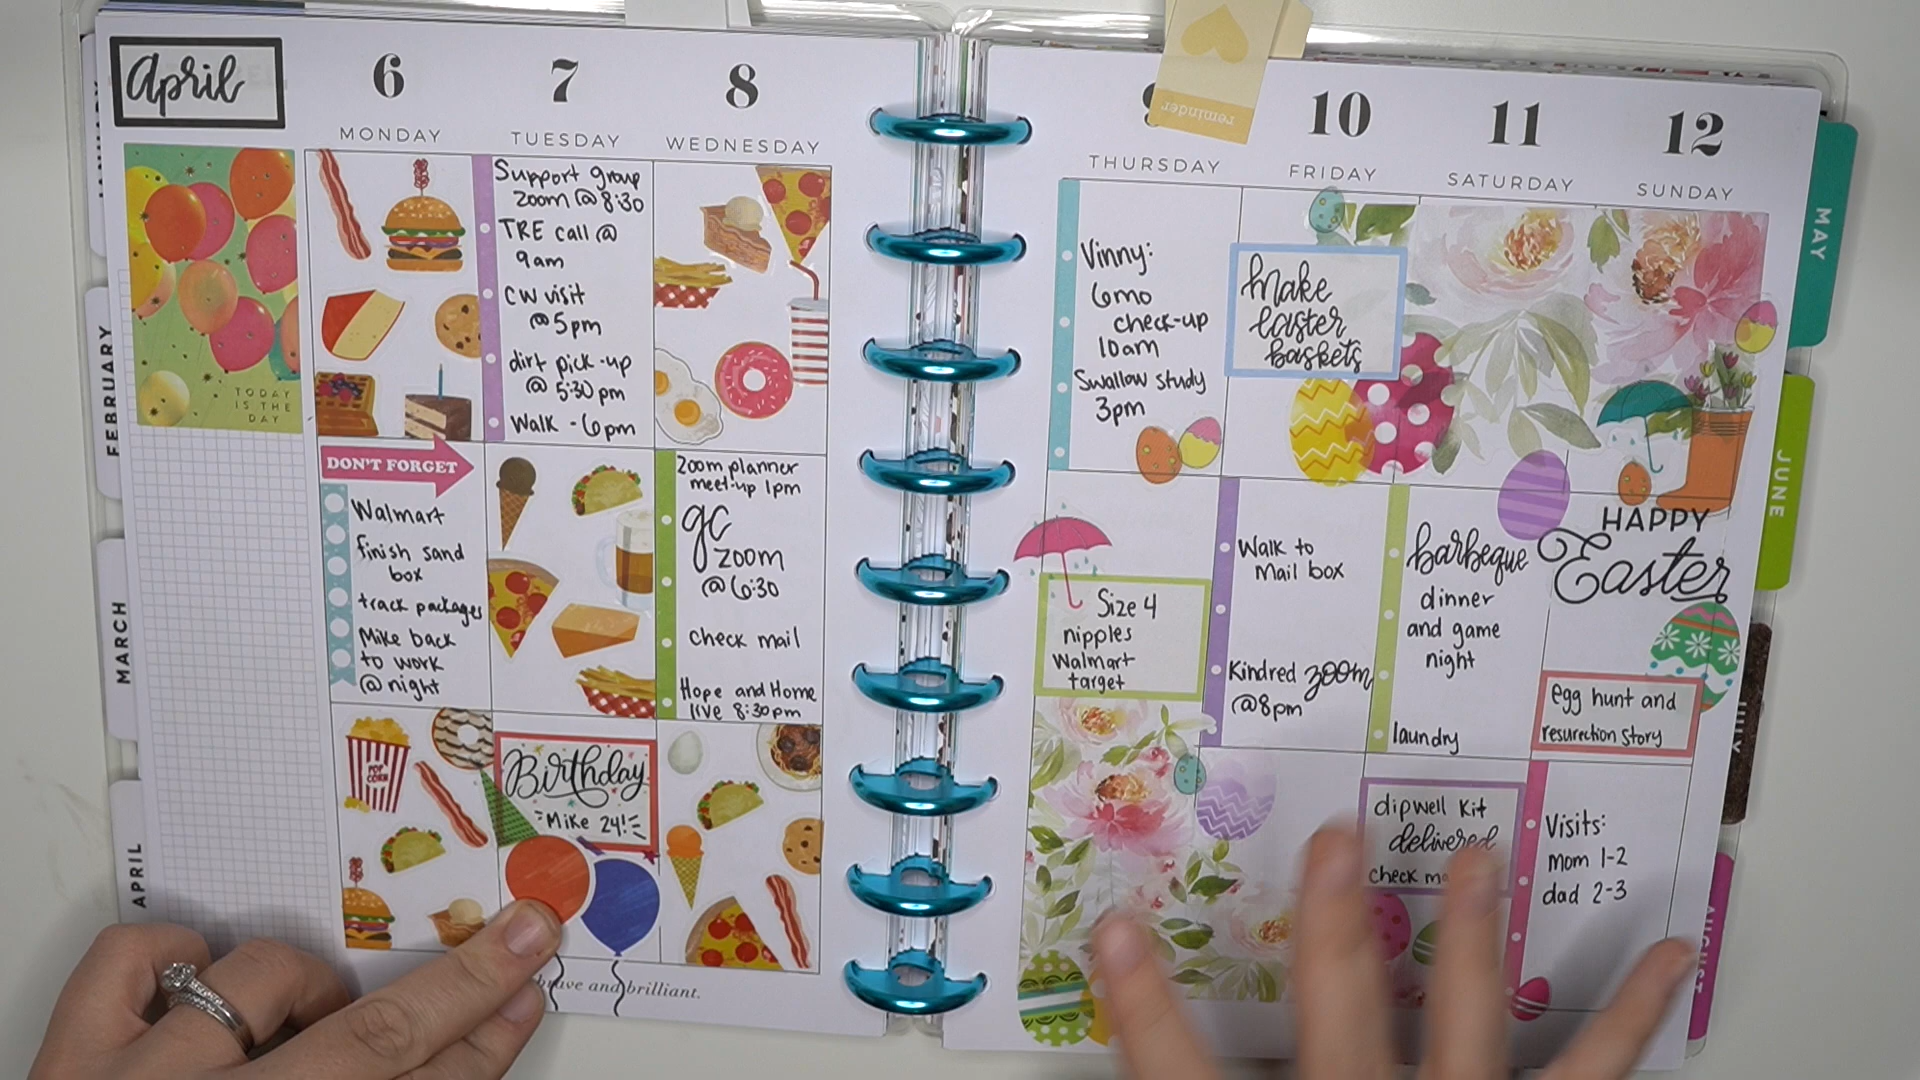 April
6
MONDAY
7
TUESDAY
8
WEDNESDAY
TODAY
IS THE
DAY
DON'T FORGET
Walmart
finish sand
box
track packages
Mike back
to work
@ night
POP
CORN
Support group
zoom @ 8:30
TRE call @
9am
CW visit
@ 5pm
dirt pick-up
@ 5:30 pm
Walk - 6pm
Birthday
Mike 24!
brave and brilliant.
Zoom planner
meet-up 1pm
gc
zoom
@ 6:30
check mail
Hope and Home
live 8:30pm
reminder
THURSDAY
10
FRIDAY
11
SATURDAY
12
SUNDAY
Vinny:
6mo
check-up
10am
Swallow study
3pm
Size 4
nipples
Walmart
target
make
easter
baskets
Walk to
Mail box
Kindred zoom
@ 8pm
barbeque
dinner
and game
night
laundry
dipwell kit
delivered
check
HAPPY
Easter
egg hunt and
resurection story
Visits:
mom 1-2
dad 2-3
FEBRUARY
MARCH
APRIL
MAY
JUNE
JULY
AUGUST